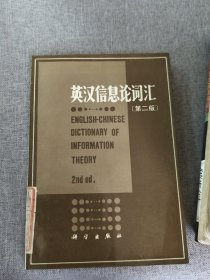 英汉信息论词汇
(第二版)
ENGLISH-CHINESE
DICTIONARY OF
INFORMATION
THEORY
2nd ed.
科学出版社